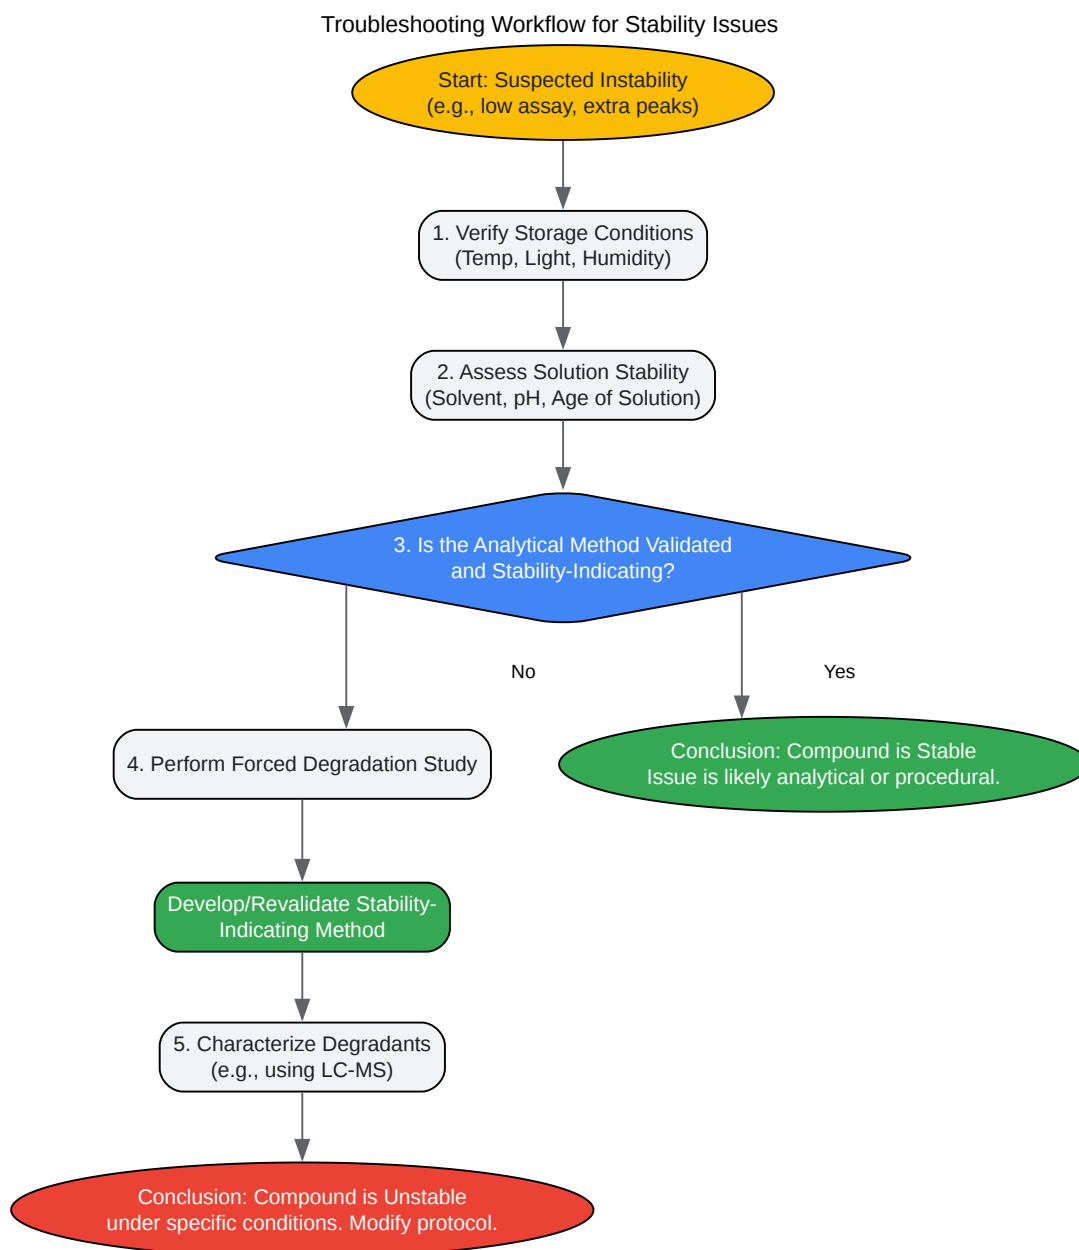 Troubleshooting Workflow for Stability Issues
Start: Suspected Instability
(e.g., low assay, extra peaks)
1. Verify Storage Conditions
(Temp, Light, Humidity)
2. Assess Solution Stability
(Solvent, pH, Age of Solution)
3. Is the Analytical Method Validated
and Stability-Indicating?
No
Yes
4. Perform Forced Degradation Study
Conclusion: Compound is Stable
Issue is likely analytical or procedural.
Develop/Revalidate Stability-
Indicating Method
5. Characterize Degradants
(e.g., using LC-MS)
Conclusion: Compound is Unstable
under specific conditions. Modify protocol.